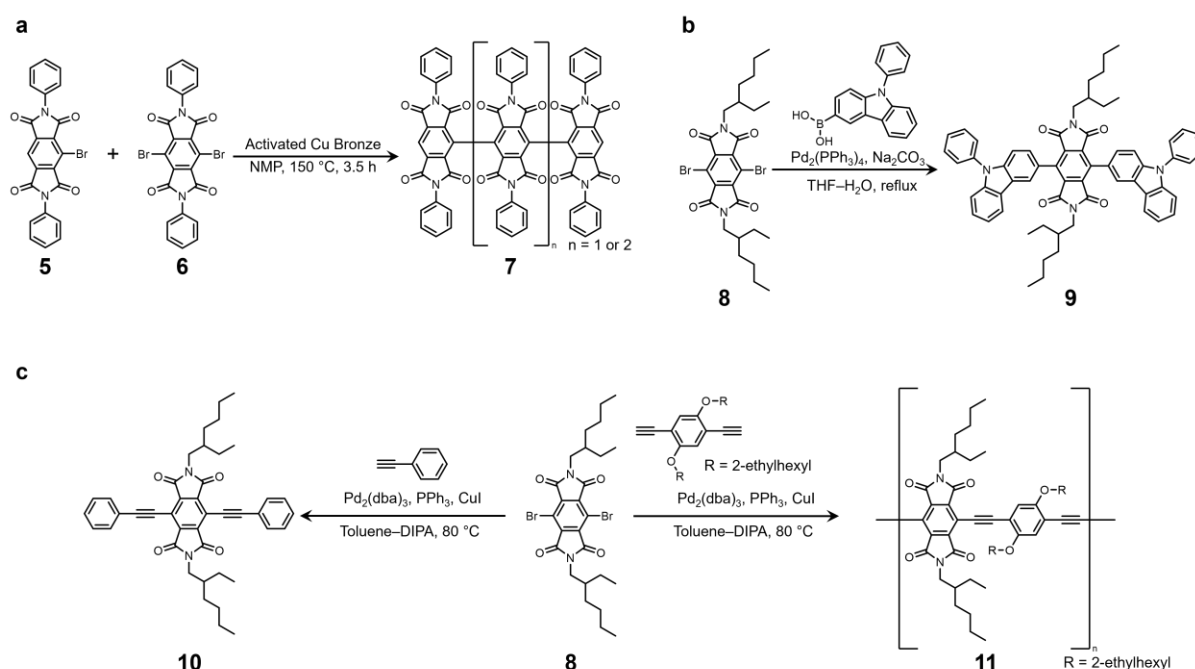 a
O
N
O
Br
O
N
O
5
+
O
N
O
Br
Br
O
N
O
6
Activated Cu Bronze
NMP, 150 °C, 3.5 h
O
N
O
O
N
O
O
N
O
O
N
O
O
N
O
O
N
O
n
n = 1 or 2
7
b
O
N
O
Br
Br
O
N
O
8
N
HO
B
OH
Pd₂(PPh₃)₄, Na₂CO₃
THF–H₂O, reflux
O
N
O
N
N
O
N
O
9
c
O
N
O
O
N
O
10
Pd₂(dba)₃, PPh₃, CuI
Toluene–DIPA, 80 °C
O
N
O
Br
Br
O
N
O
8
O–R
O
R
R = 2-ethylhexyl
Pd₂(dba)₃, PPh₃, CuI
Toluene–DIPA, 80 °C
O
N
O
O–R
R–O
O
N
O
n
11
R = 2-ethylhexyl